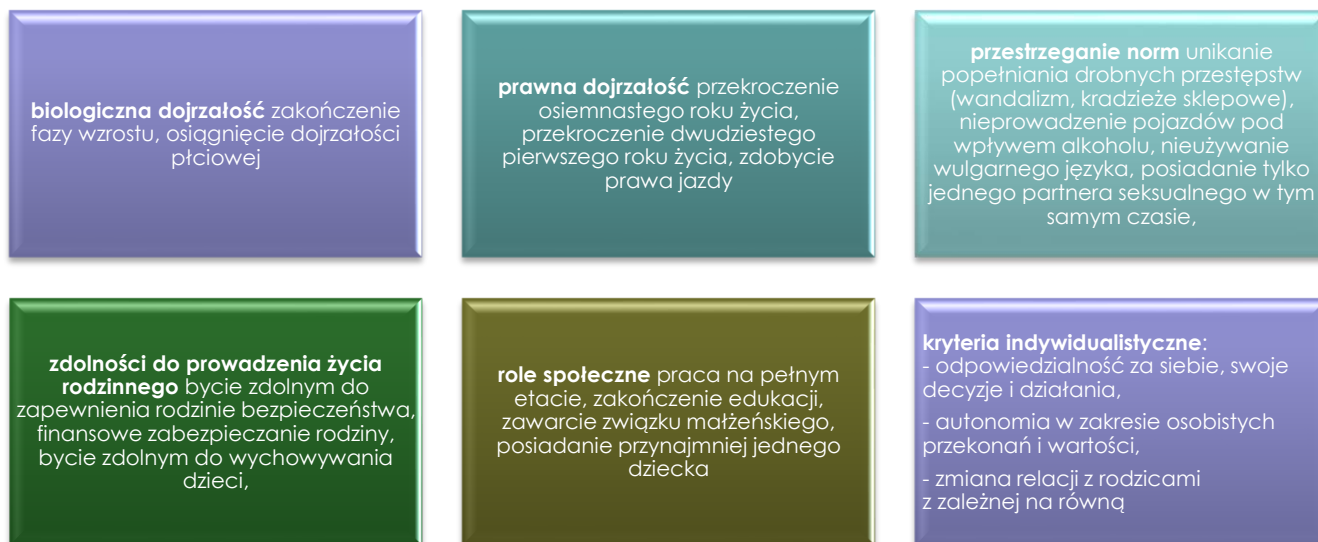 biologiczna dojrzałość zakończenie
fazy wzrostu, osiągnięcie dojrzałości
płciowej
prawna dojrzałość przekroczenie
osiemnastego roku życia,
przekroczenie dwudziestego
pierwszego roku życia, zdobycie
prawa jazdy
przestrzeganie norm unikanie
popełniania drobnych przestępstw
(wandalizm, kradzieże sklepowe),
nieprowadzenie pojazdów pod
wpływem alkoholu, nieużywanie
wulgarnego języka, posiadanie tylko
jednego partnera seksualnego w tym
samym czasie,
zdolności do prowadzenia życia
rodzinnego bycie zdolnym do
zapewnienia rodzinie bezpieczeństwa,
finansowe zabezpieczanie rodziny,
bycie zdolnym do wychowywania
dzieci,
role społeczne praca na pełnym
etacie, zakończenie edukacji,
zawarcie związku małżeńskiego,
posiadanie przynajmniej jednego
dziecka
kryteria indywidualistyczne:
- odpowiedzialność za siebie, swoje
decyzje i działania,
- autonomia w zakresie osobistych
przekonań i wartości,
- zmiana relacji z rodzicami
z zależnej na równą